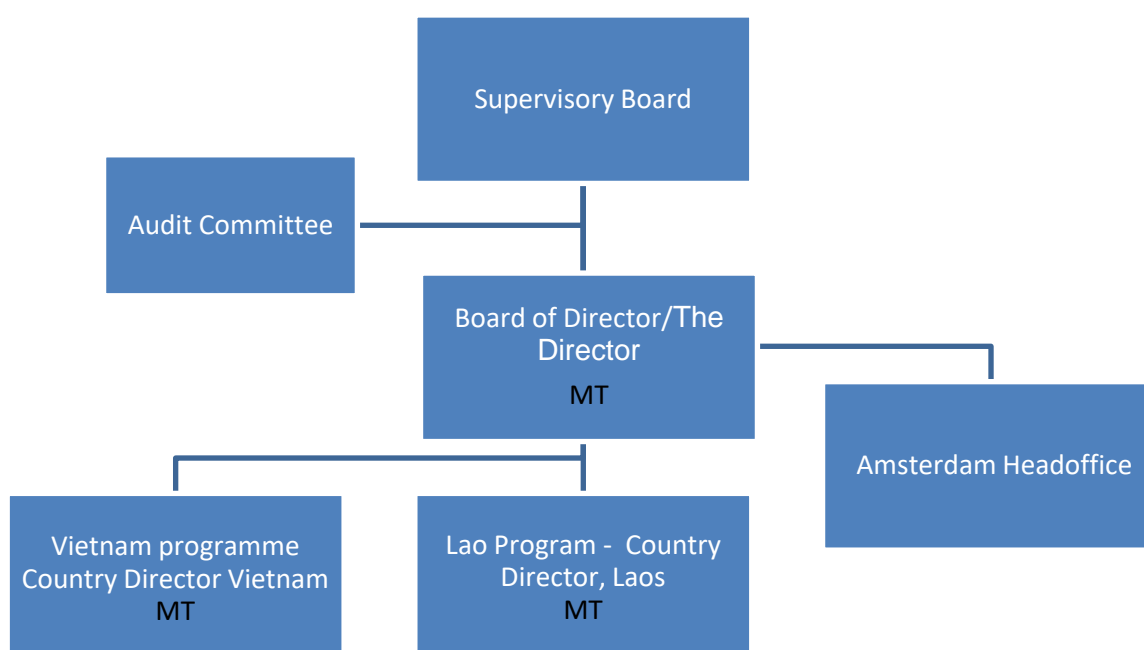 Supervisory Board
Audit Committee
Board of Director/The
Director
MT
Amsterdam Headoffice
Vietnam programme
Country Director Vietnam
MT
Lao Program - Country
Director, Laos
MT